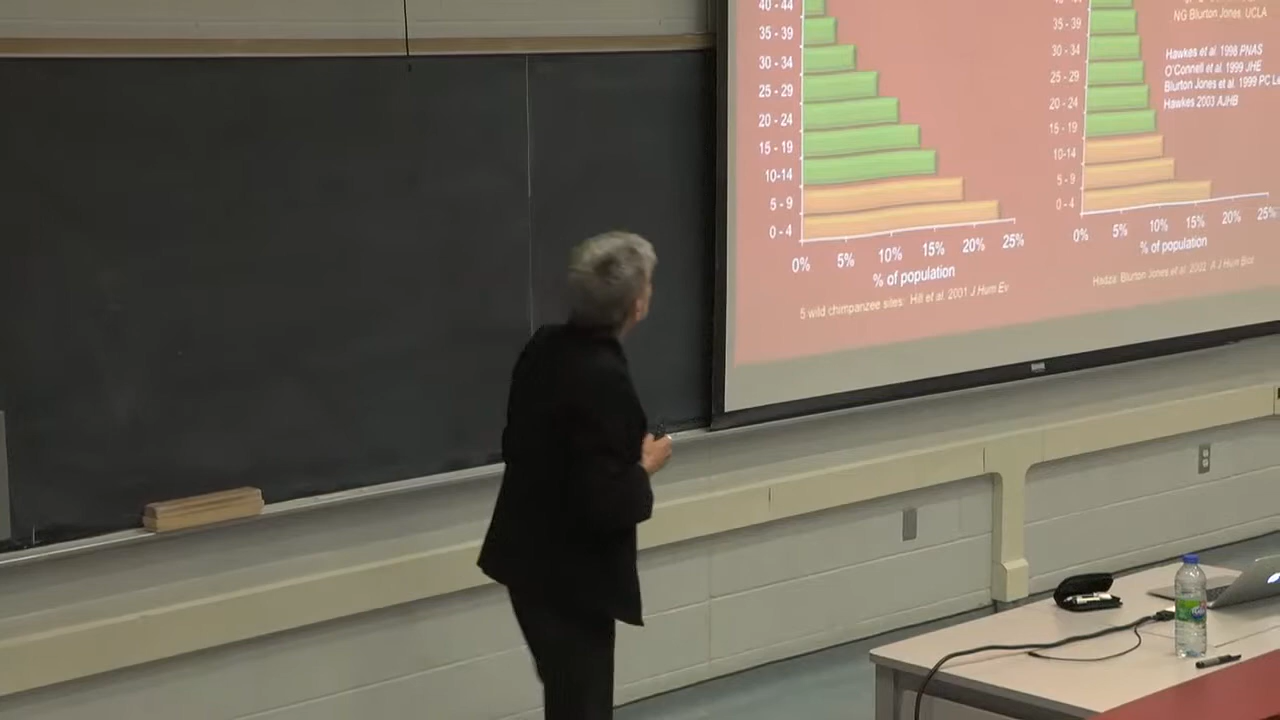 40 - 44
35 - 39
30 - 34
25 - 29
20 - 24
15 - 19
10-14
5 - 9
0 - 4
0% 5% 10% 15% 20% 25%
% of population
5 wild chimpanzee sites: Hill et al. 2001 J Hum Ev
NG Blurton Jones, UCLA
Hawkes et al. 1998 PNAS
O'Connell et al. 1999 JHE
Blurton Jones et al. 1999 PC Le
Hawkes 2003 AJHB
35 - 39
30 - 34
25 - 29
20 - 24
15 - 19
10-14
5 - 9
0 - 4
0% 5% 10% 15% 20% 25%
% of population
Hadza: Blurton Jones et al. 2002 A J Hum Biol